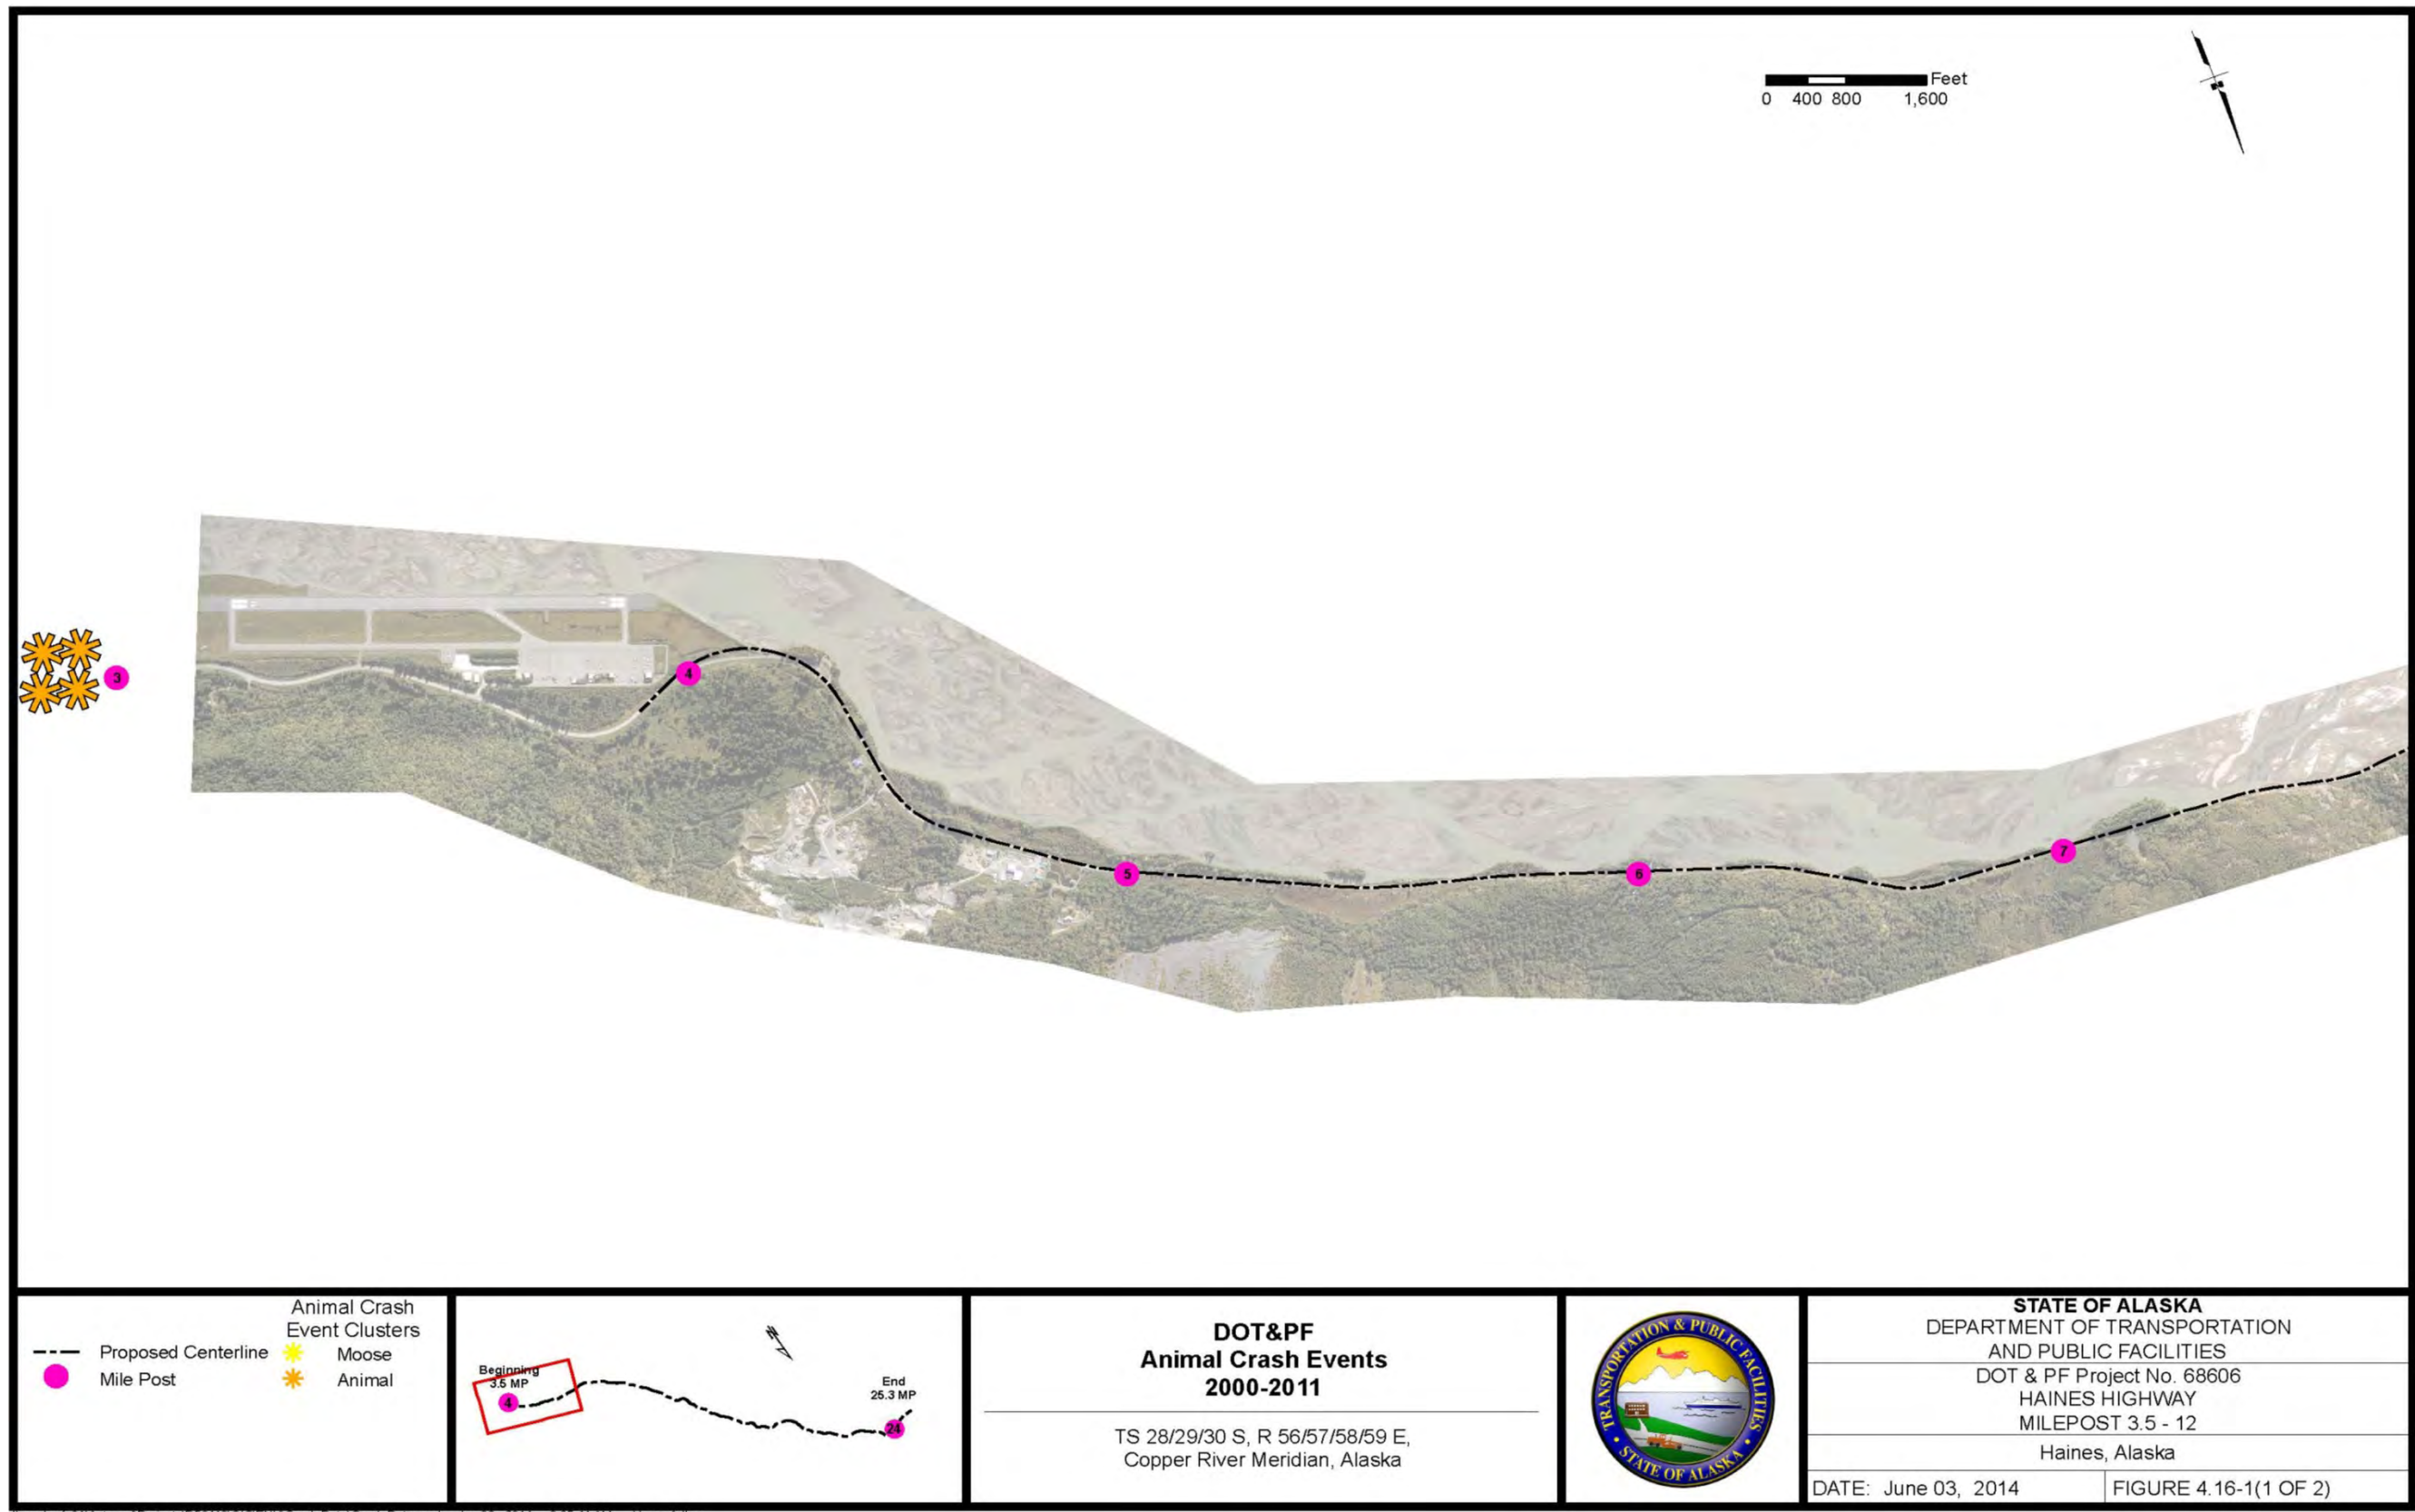 Feet
0 400 800 1,600
3
4
5
6
7
Animal Crash
Event Clusters
Proposed Centerline
Moose
Mile Post
Animal
N
Beginning
3.5 MP
4
End
25.3 MP
24
DOT&PF
Animal Crash Events
2000-2011
TS 28/29/30 S, R 56/57/58/59 E,
Copper River Meridian, Alaska
TRANSPORTATION & PUBLIC FACILITIES
• STATE OF ALASKA •
STATE OF ALASKA
DEPARTMENT OF TRANSPORTATION
AND PUBLIC FACILITIES
DOT & PF Project No. 68606
HAINES HIGHWAY
MILEPOST 3.5 - 12
Haines, Alaska
DATE: June 03, 2014
FIGURE 4.16-1(1 OF 2)